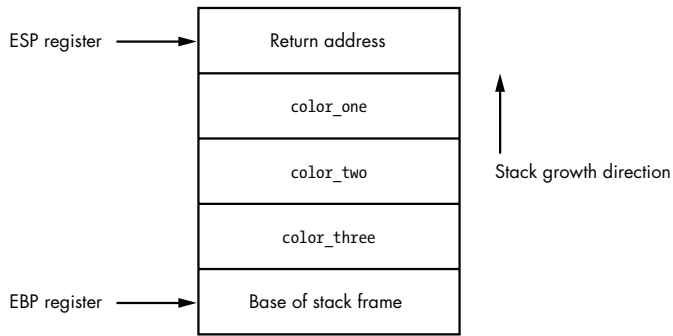 ESP register
Return address
color_one
color_two
Stack growth direction
color_three
EBP register
Base of stack frame